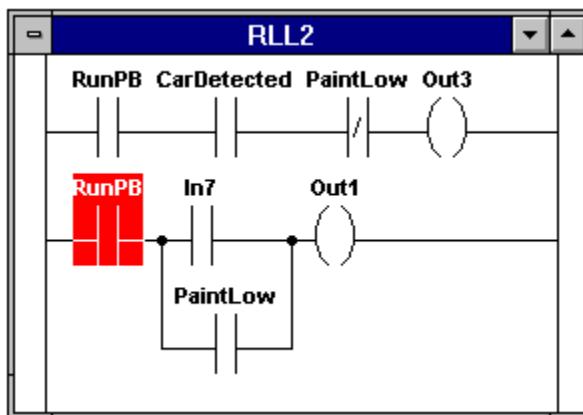 RLL2
RunPB CarDetected PaintLow Out3
RunPB In7 Out1
PaintLow